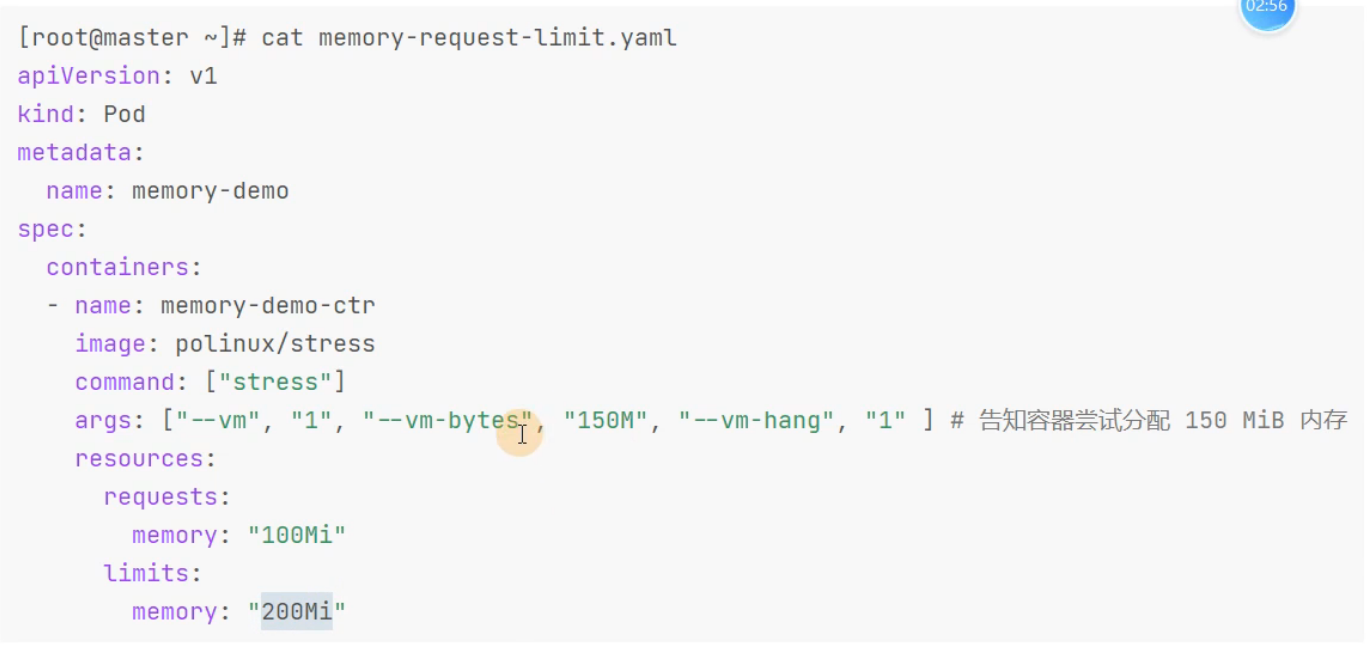 02:56
[root@master ~]# cat memory-request-limit.yaml
apiVersion: v1
kind: Pod
metadata:
  name: memory-demo
spec:
  containers:
  - name: memory-demo-ctr
    image: polinux/stress
    command: ["stress"]
    args: ["--vm", "1", "--vm-bytes", "150M", "--vm-hang", "1" ] # 告知容器尝试分配 150 MiB 内存
    resources:
      requests:
        memory: "100Mi"
      limits:
        memory: "200Mi"